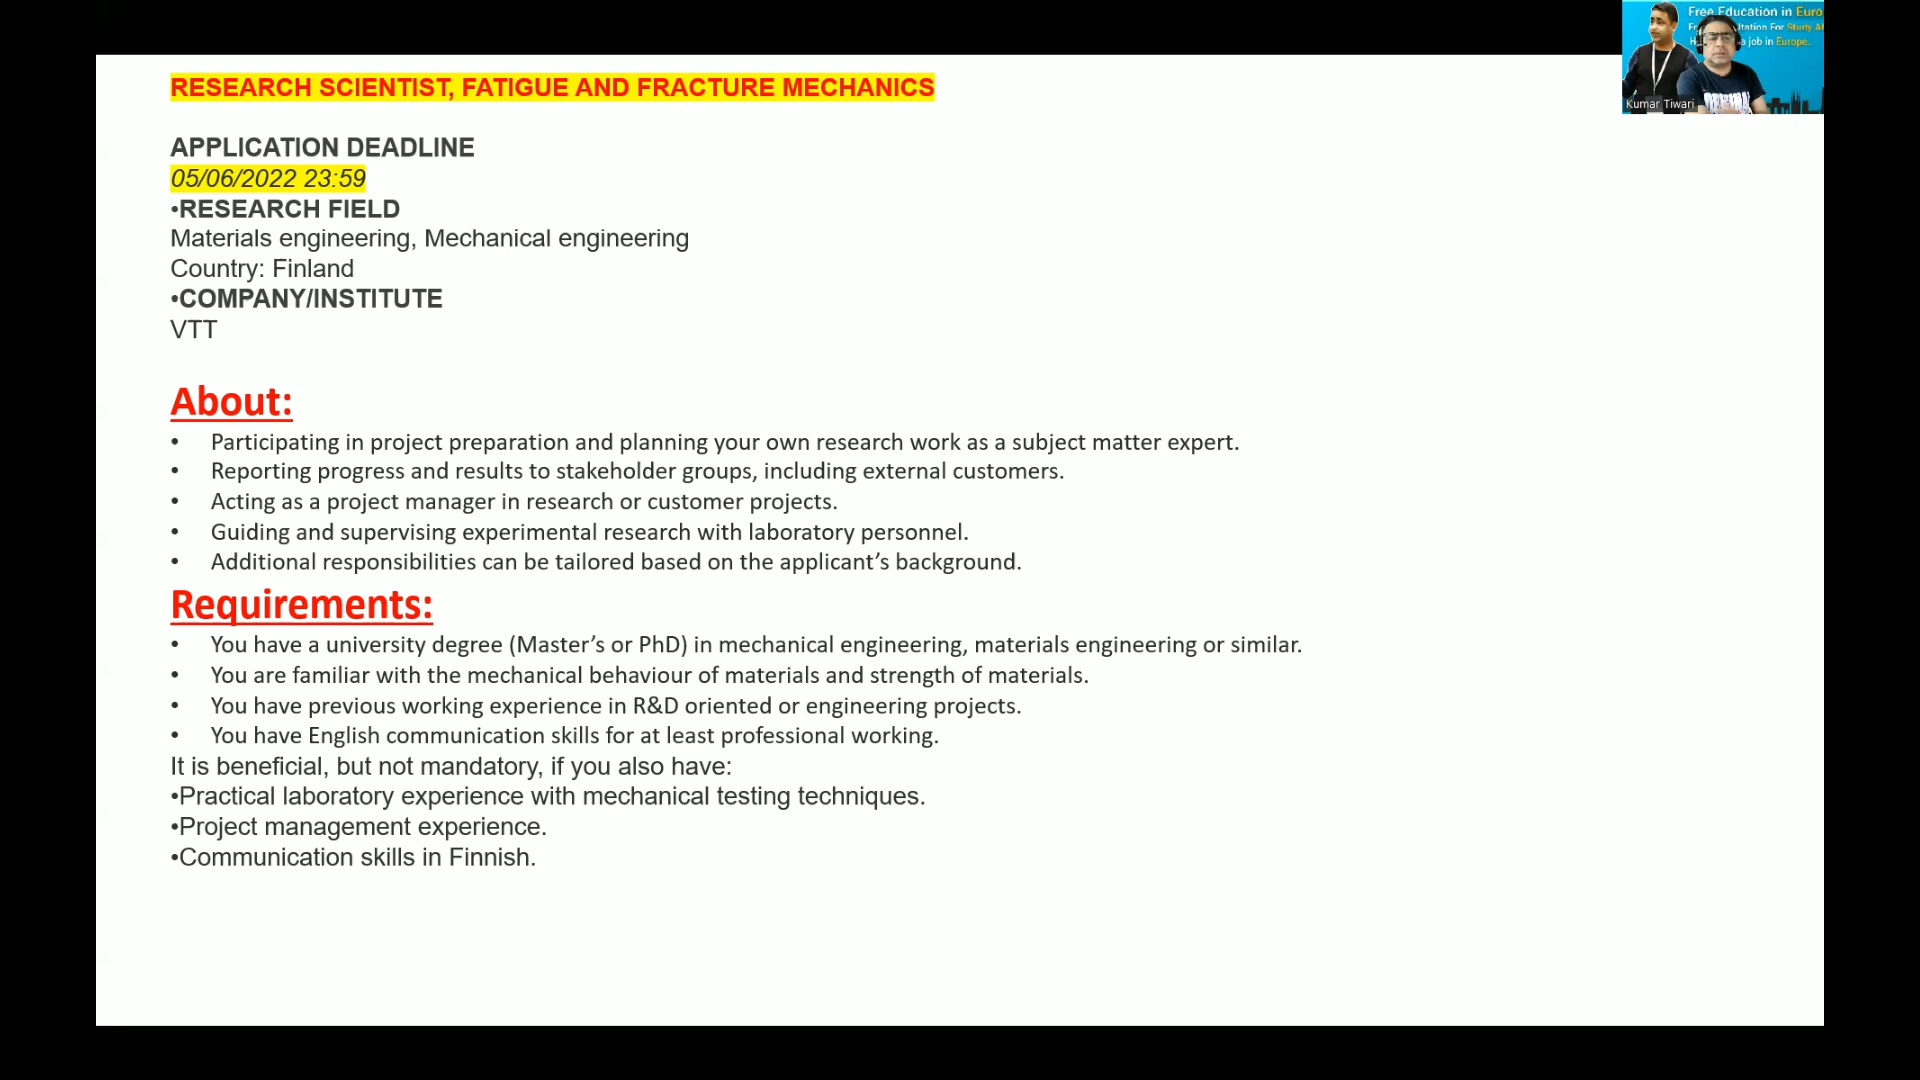 RESEARCH SCIENTIST, FATIGUE AND FRACTURE MECHANICS
APPLICATION DEADLINE
05/06/2022 23:59
•RESEARCH FIELD
Materials engineering, Mechanical engineering
Country: Finland
•COMPANY/INSTITUTE
VTT
About:
• Participating in project preparation and planning your own research work as a subject matter expert.
• Reporting progress and results to stakeholder groups, including external customers.
• Acting as a project manager in research or customer projects.
• Guiding and supervising experimental research with laboratory personnel.
• Additional responsibilities can be tailored based on the applicant’s background.
Requirements:
• You have a university degree (Master’s or PhD) in mechanical engineering, materials engineering or similar.
• You are familiar with the mechanical behaviour of materials and strength of materials.
• You have previous working experience in R&D oriented or engineering projects.
• You have English communication skills for at least professional working.
It is beneficial, but not mandatory, if you also have:
•Practical laboratory experience with mechanical testing techniques.
•Project management experience.
•Communication skills in Finnish.
Free Education in Euro
For Study
a job in Europe..
Kumar Tiwari